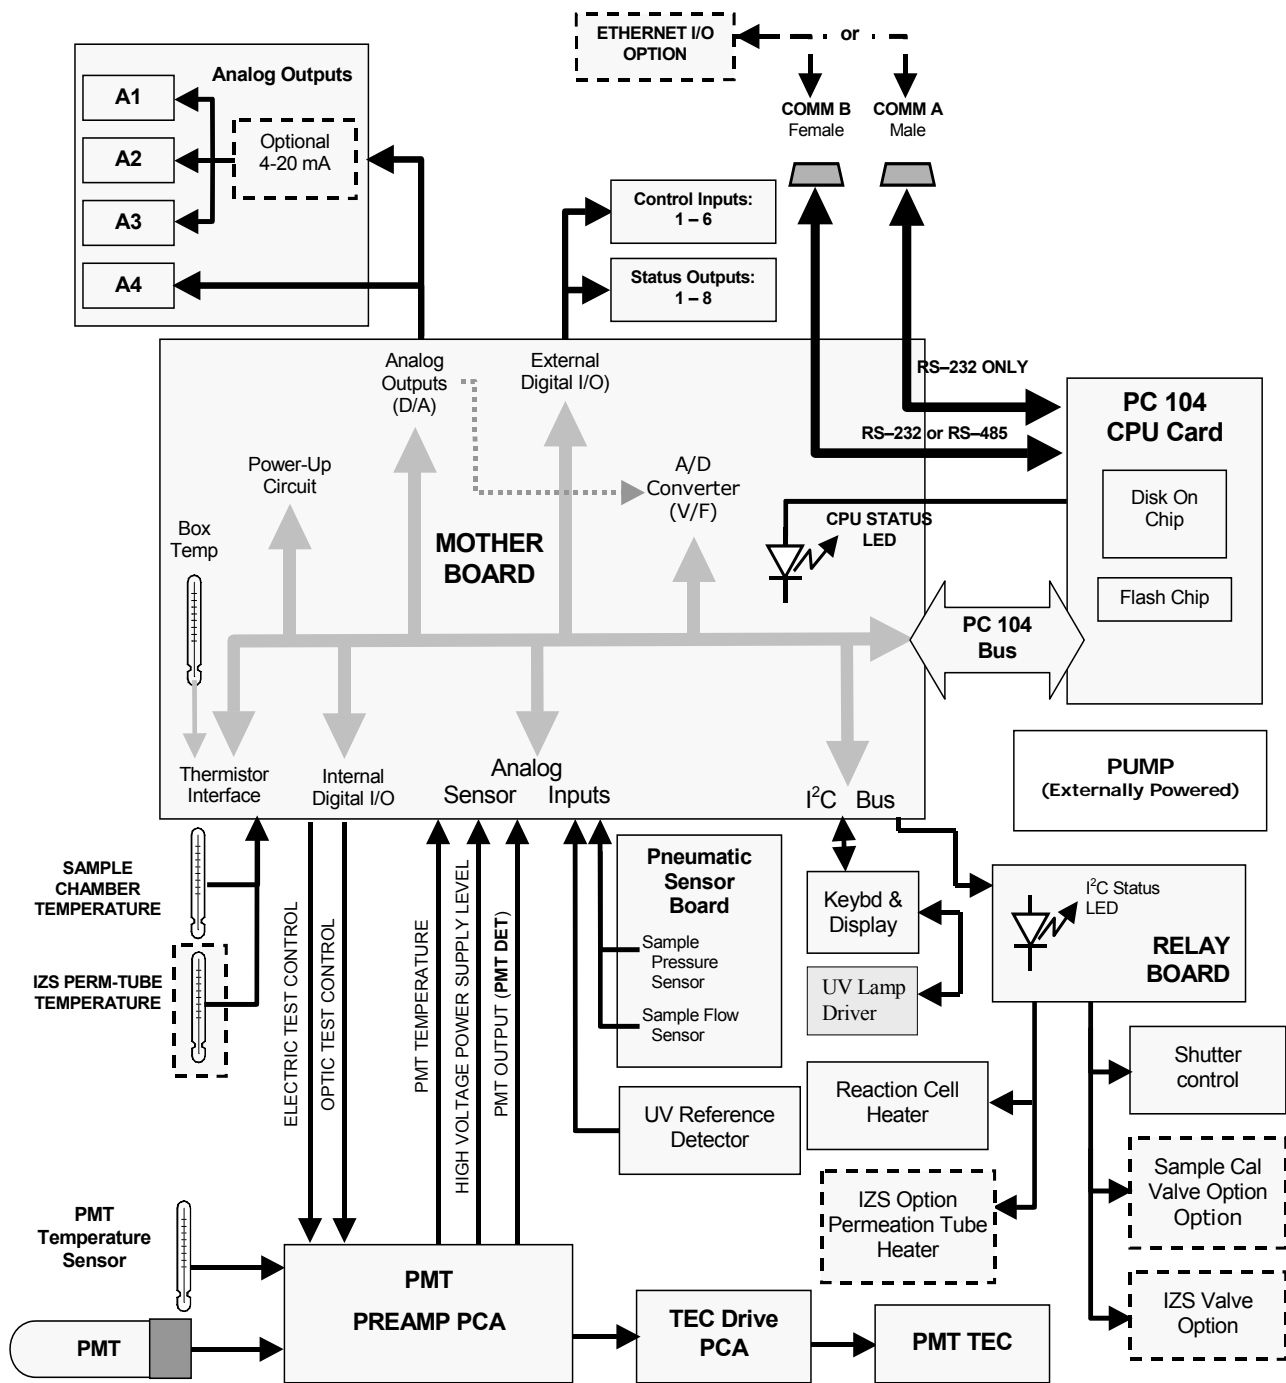 ETHERNET I/O
OPTION
or
Analog Outputs
A1
A2
A3
A4
Optional
4-20 mA
COMM B
Female
COMM A
Male
Control Inputs:
1 – 6
Status Outputs:
1 – 8
Analog
Outputs
(D/A)
External
Digital I/O)
RS–232 ONLY
RS–232 or RS–485
PC 104
CPU Card
Disk On
Chip
Flash Chip
Power-Up
Circuit
A/D
Converter
(V/F)
CPU STATUS
LED
Box
Temp
MOTHER
BOARD
PC 104
Bus
Thermistor
Interface
Internal
Digital I/O
Analog
Sensor Inputs
I²C Bus
PUMP
(Externally Powered)
SAMPLE
CHAMBER
TEMPERATURE
IZS PERM-TUBE
TEMPERATURE
ELECTRIC TEST CONTROL
OPTIC TEST CONTROL
PMT TEMPERATURE
HIGH VOLTAGE POWER SUPPLY LEVEL
PMT OUTPUT (PMT DET)
Pneumatic
Sensor
Board
Sample
Pressure
Sensor
Sample Flow
Sensor
Keybd &
Display
UV Lamp
Driver
I²C Status
LED
RELAY
BOARD
UV Reference
Detector
Reaction Cell
Heater
IZS Option
Permeation Tube
Heater
Shutter
control
Sample Cal
Valve Option
Option
IZS Valve
Option
PMT
Temperature
Sensor
PMT
PMT
PREAMP PCA
TEC Drive
PCA
PMT TEC